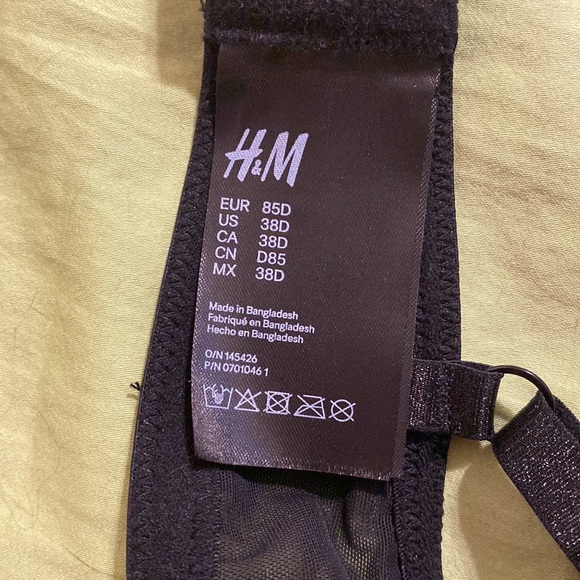 H&M
EUR 85D
US 38D
CA 38D
CN D85
MX 38D
Made in Bangladesh
Fabriqué en Bangladesh
Hecho en Bangladesh
O/N 145426
P/N 0701046 1